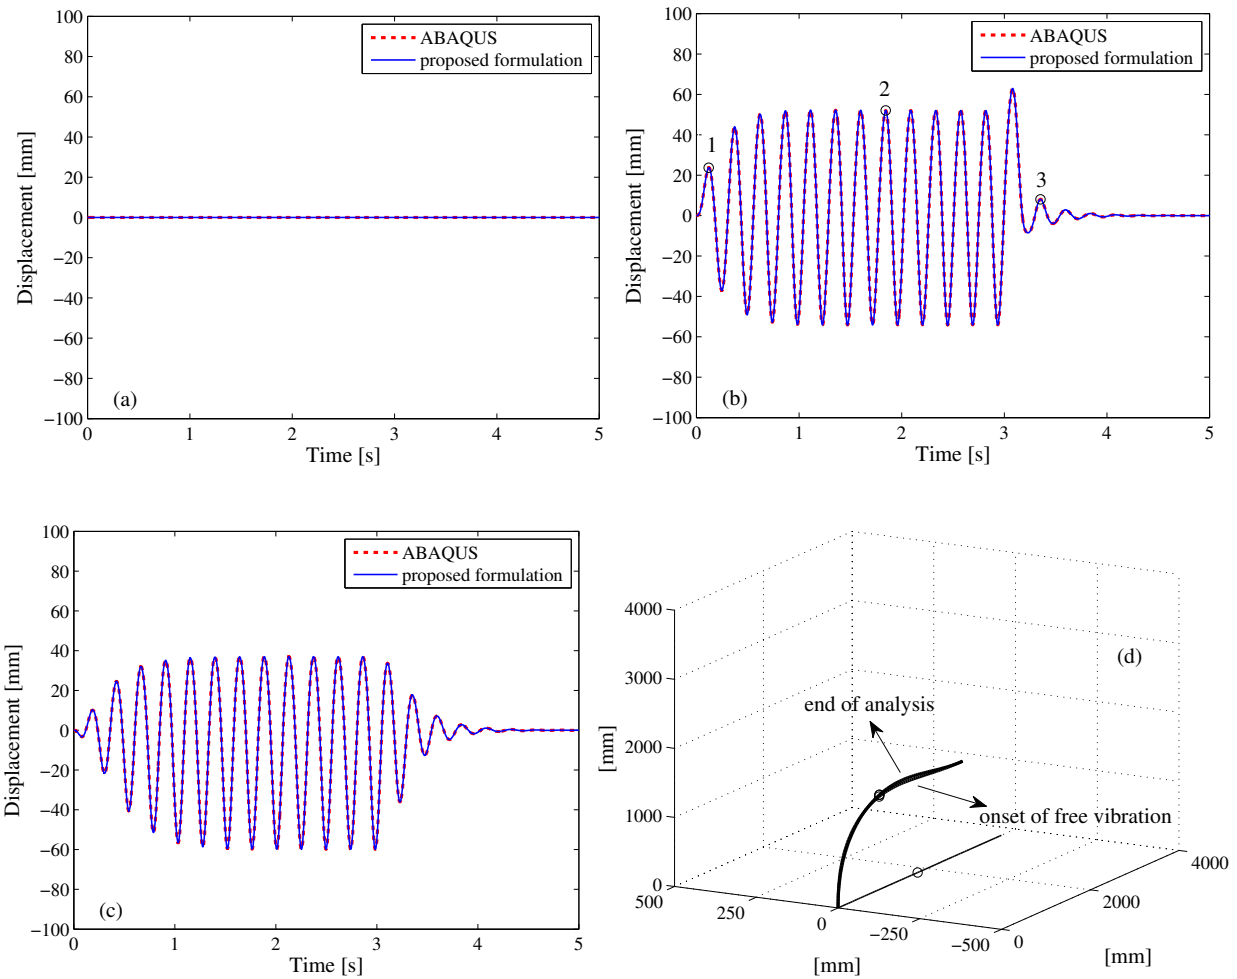 100
80
60
40
20
0
−20
−40
−60
−80
−100
Displacement [mm]
ABAQUS
proposed formulation
(a)
0 1 2 3 4 5
Time [s]
100
80
60
40
20
0
−20
−40
−60
−80
−100
Displacement [mm]
ABAQUS
proposed formulation
1
2
3
(b)
0 1 2 3 4 5
Time [s]
100
80
60
40
20
0
−20
−40
−60
−80
−100
Displacement [mm]
ABAQUS
proposed formulation
(c)
0 1 2 3 4 5
Time [s]
4000
3000
2000
1000
0
[mm]
(d)
end of analysis
onset of free vibration
500
250
0
−250
−500
[mm]
0
2000
4000
[mm]